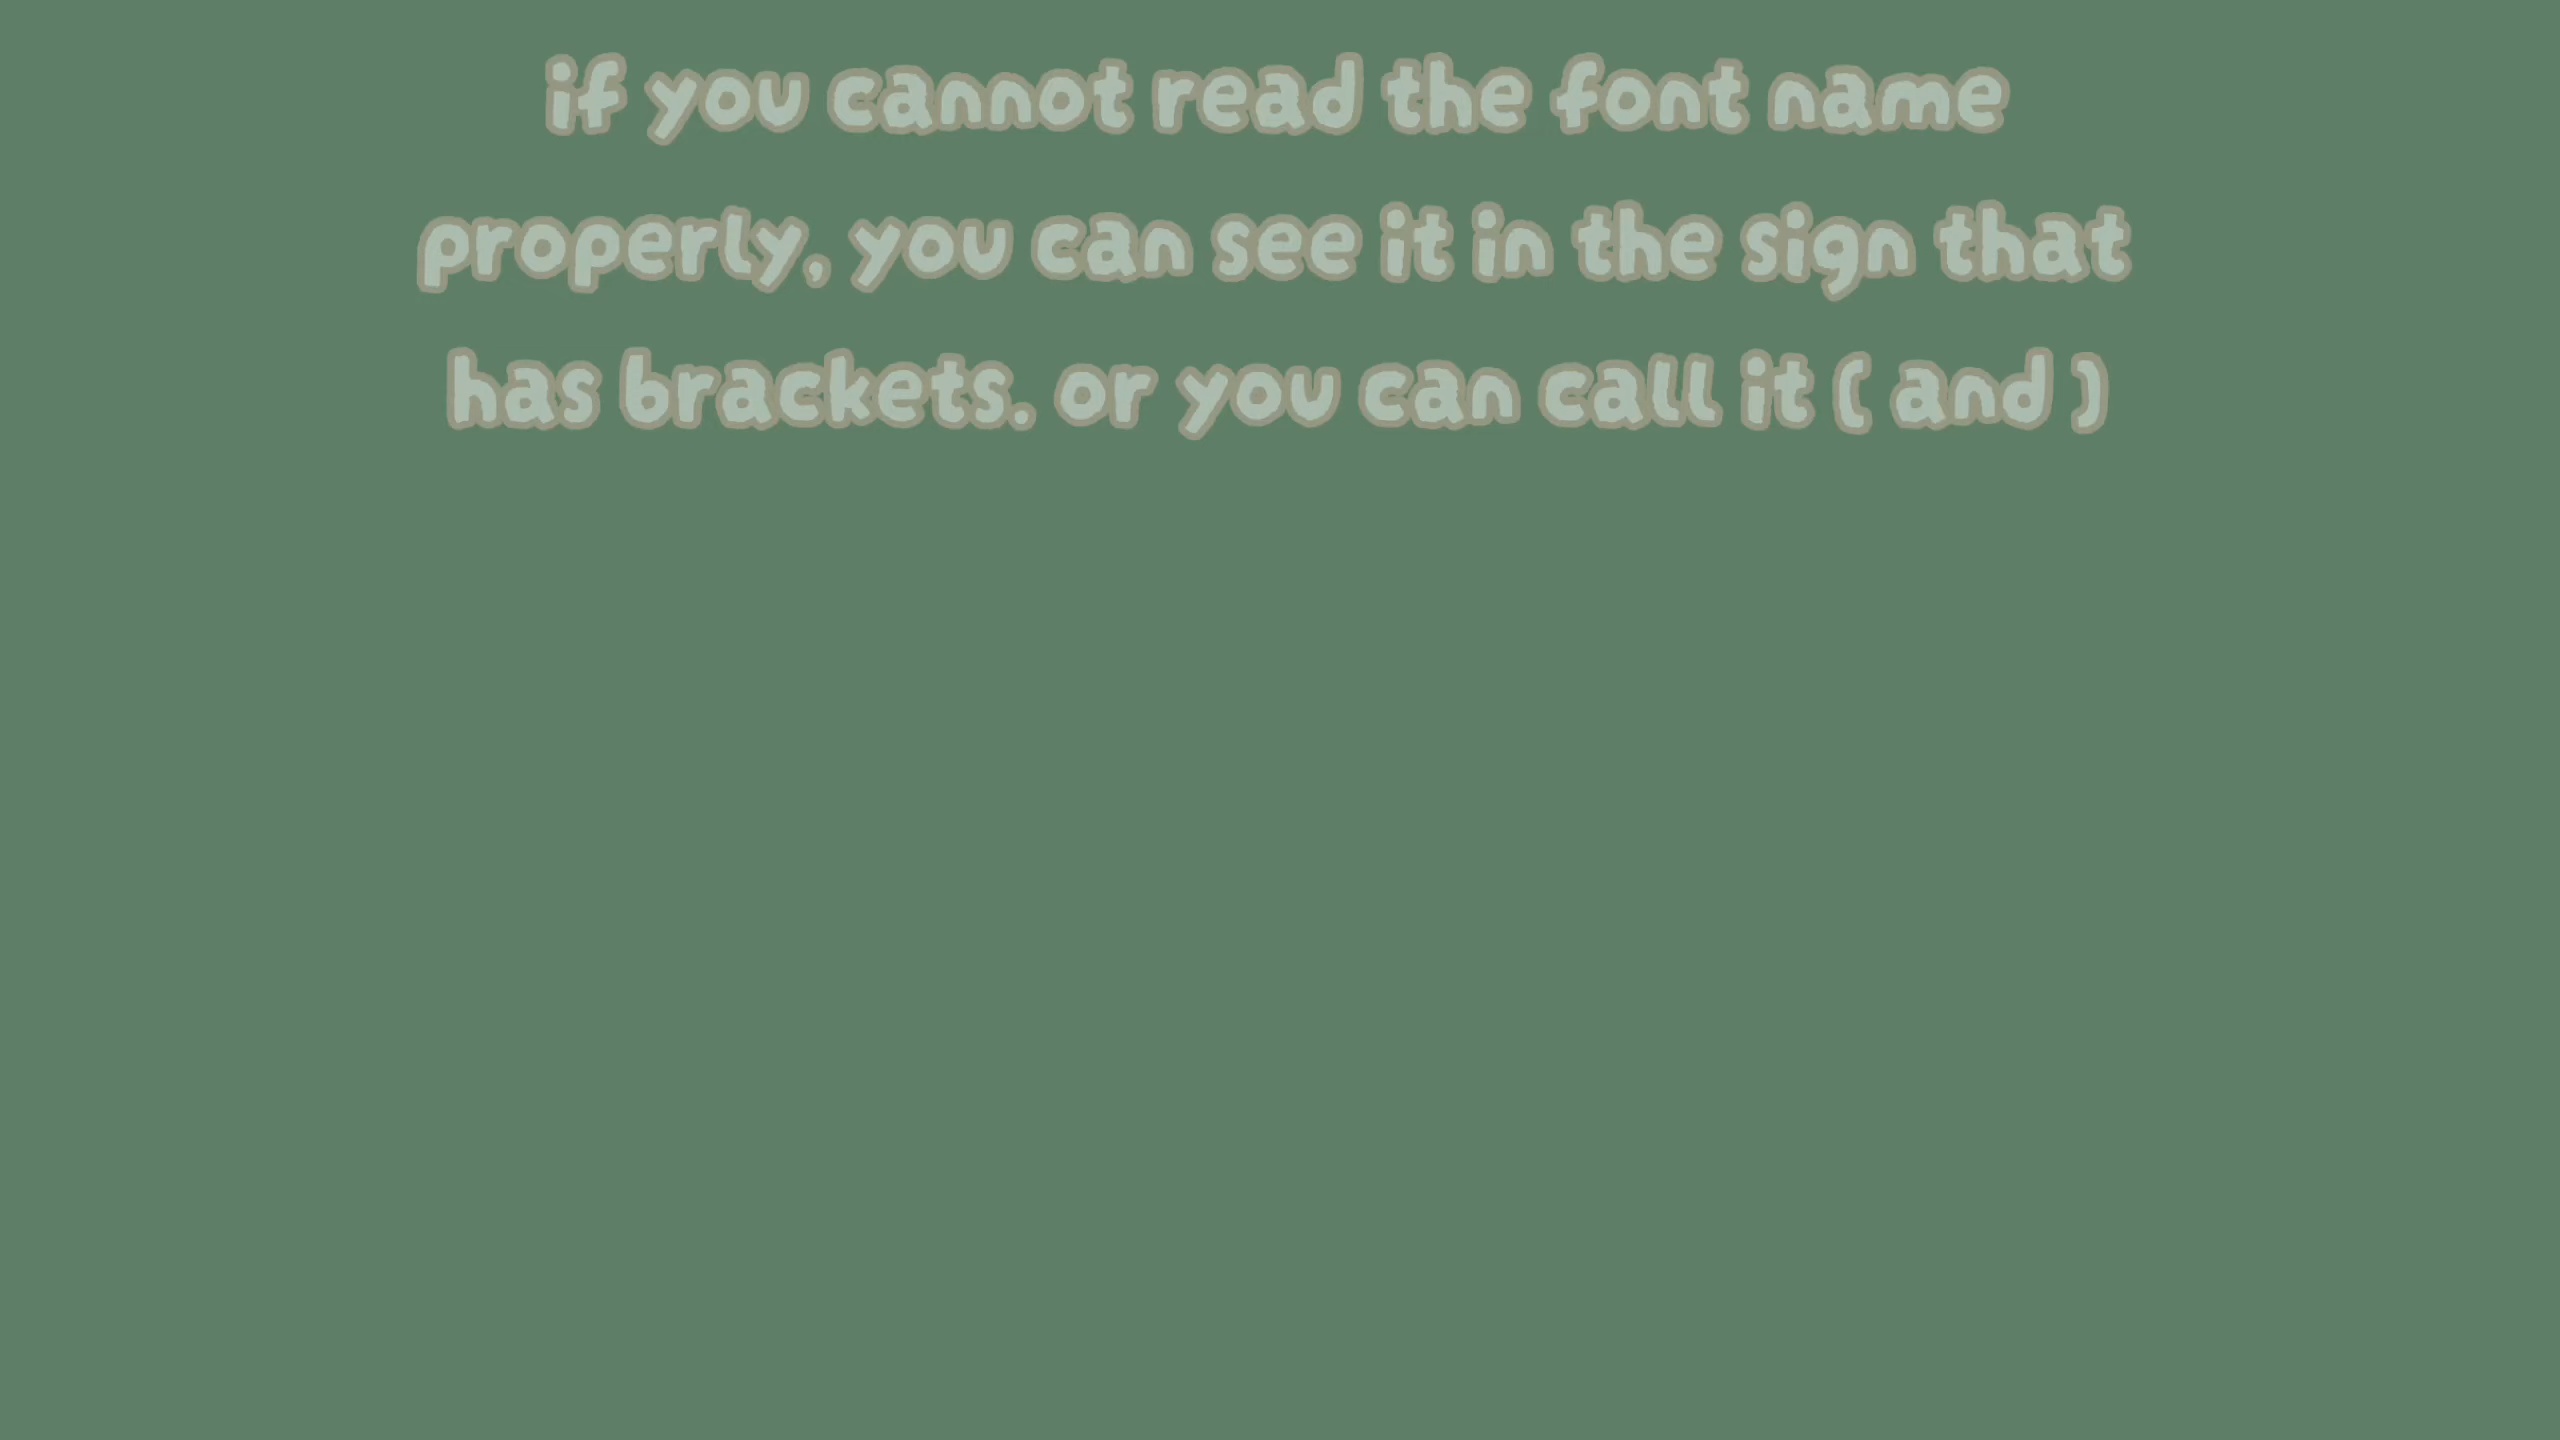 if you cannot read the font name
properly, you can see it in the sign that
has brackets. or you can call it ( and )